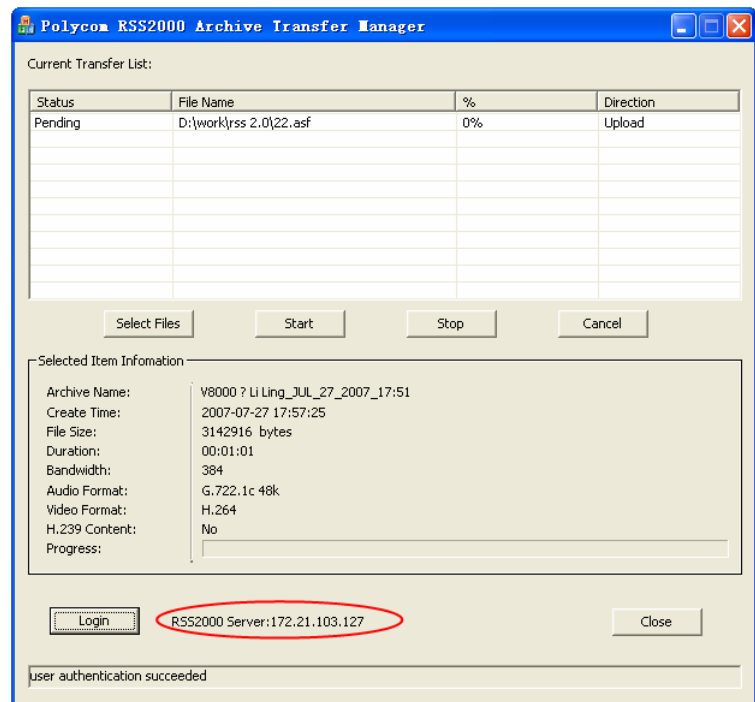 Polycom RSS2000 Archive Transfer Manager
Current Transfer List:
Status File Name % Direction
Pending D:\work\rss 2.0\22.asf 0% Upload
Select Files Start Stop Cancel
Selected Item Infomation
Archive Name: V8000 ? Li Ling_JUL_27_2007_17:51
Create Time: 2007-07-27 17:57:25
File Size: 3142916 bytes
Duration: 00:01:01
Bandwidth: 384
Audio Format: G.722.1c 48k
Video Format: H.264
H.239 Content: No
Progress:
Login RSS2000 Server:172.21.103.127 Close
user authentication succeeded